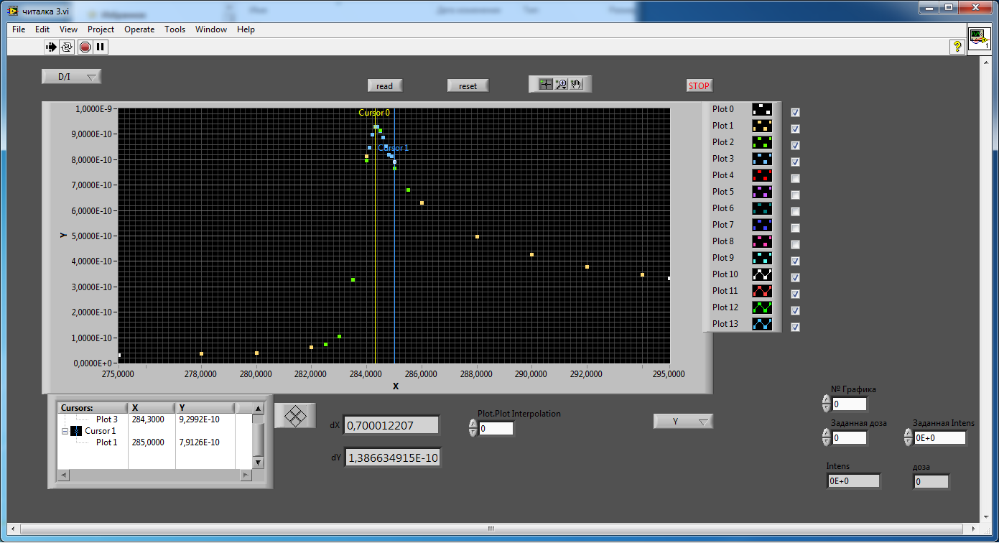 читалка 3.vi
File Edit View Project Operate Tools Window Help
1
D/I
read
reset
STOP
Cursor 0
Cursor 1
1,0000E-9
9,0000E-10
8,0000E-10
7,0000E-10
6,0000E-10
5,0000E-10
4,0000E-10
3,0000E-10
2,0000E-10
1,0000E-10
0,0000E+0
Y
275,0000 278,0000 280,0000 282,0000 284,0000 286,0000 288,0000 290,0000 292,0000 295,0000
X
Plot 0
Plot 1
Plot 2
Plot 3
Plot 4
Plot 5
Plot 6
Plot 7
Plot 8
Plot 9
Plot 10
Plot 11
Plot 12
Plot 13
Cursors: X Y
Plot 3 284,3000 9,2992E-10
Cursor 1
Plot 1 285,0000 7,9126E-10
dX 0,700012207
dY 1,386634915E-10
Plot.Plot Interpolation
0
Y
№ Графика
0
Заданная доза
0
Заданная Intens
0E+0
Intens
0E+0
доза
0